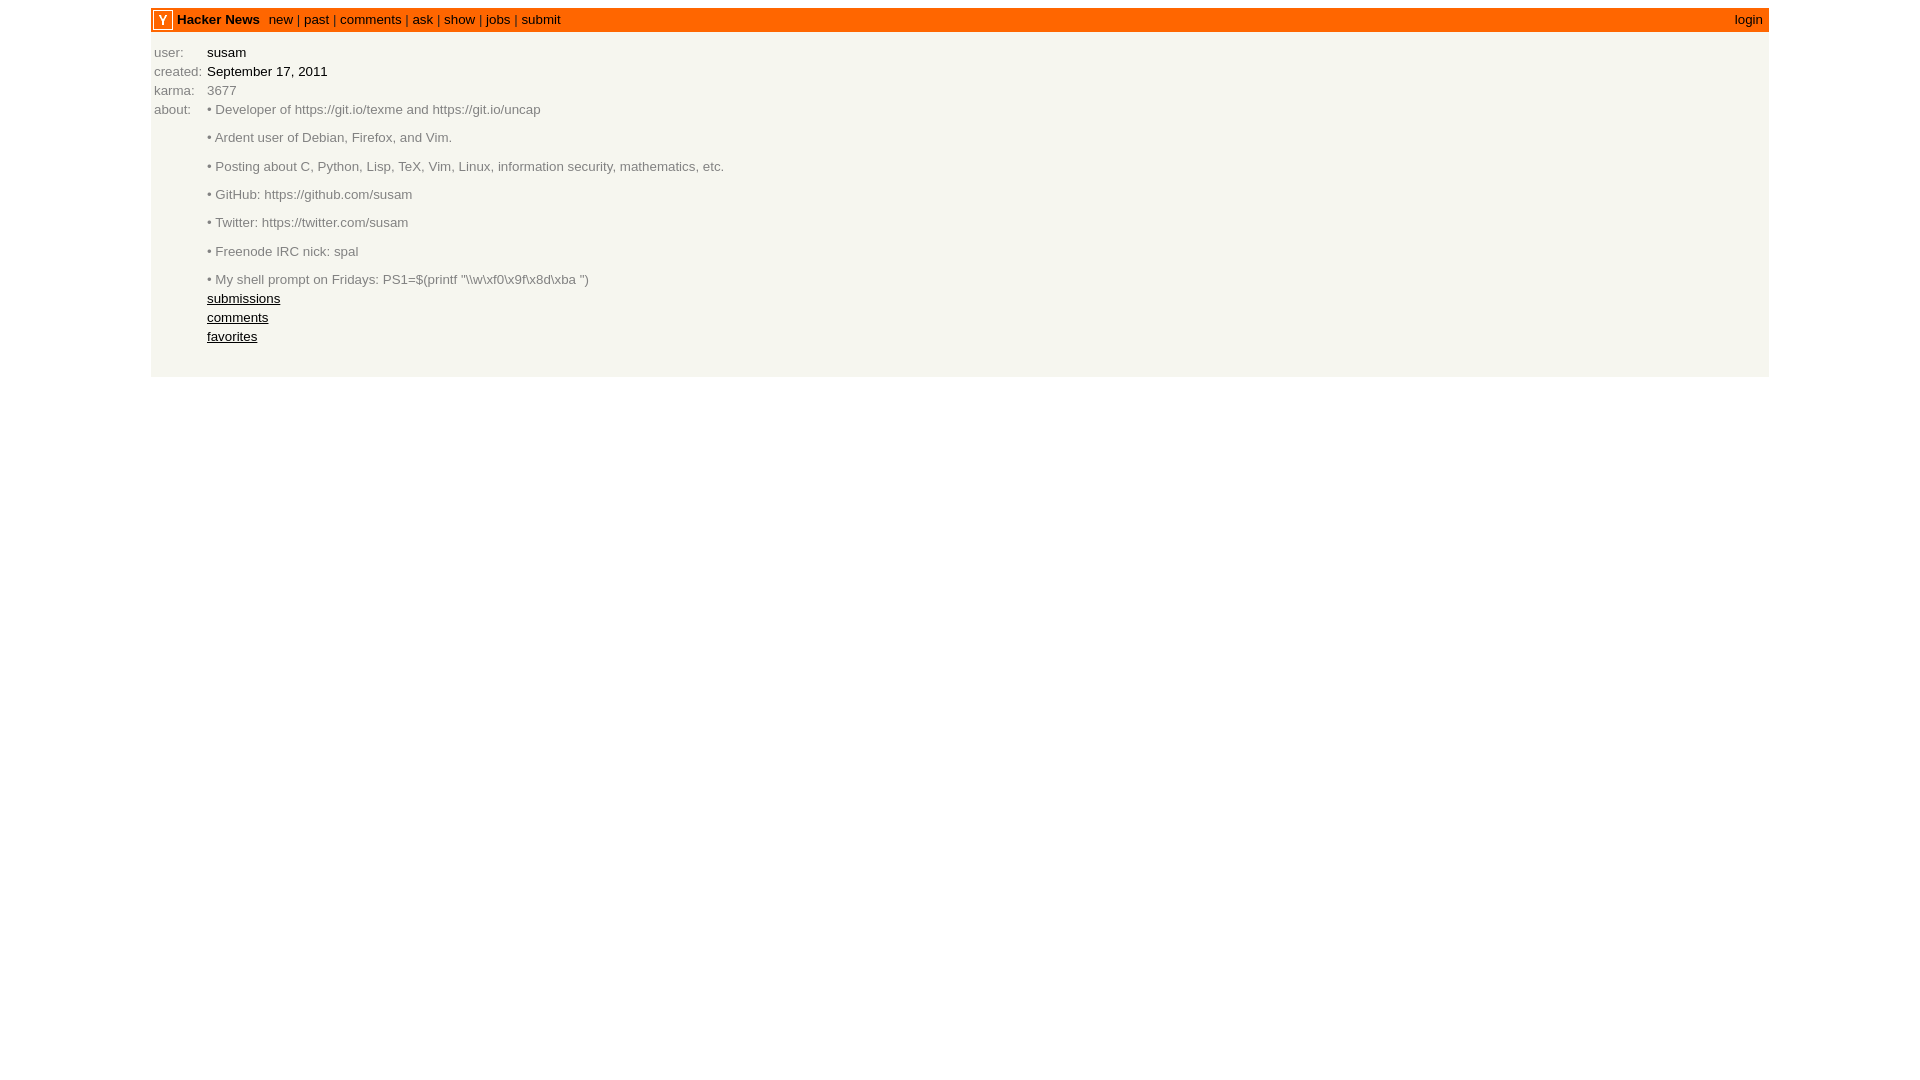 Y Hacker News new | past | comments | ask | show | jobs | submit login
user: susam
created: September 17, 2011
karma: 3677
about: • Developer of https://git.io/texme and https://git.io/uncap
• Ardent user of Debian, Firefox, and Vim.
• Posting about C, Python, Lisp, TeX, Vim, Linux, information security, mathematics, etc.
• GitHub: https://github.com/susam
• Twitter: https://twitter.com/susam
• Freenode IRC nick: spal
• My shell prompt on Fridays: PS1=$(printf "\\w\xf0\x9f\x8d\xba ")
submissions
comments
favorites